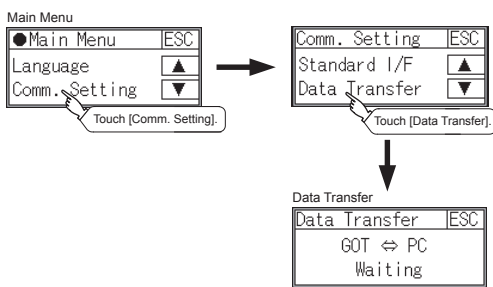 Main Menu
●Main Menu ESC
Language ▲
Comm. Setting ▼
Touch [Comm. Setting].
Comm. Setting ESC
Standard I/F ▲
Data Transfer ▼
Touch [Data Transfer].
Data Transfer
Data Transfer ESC
GOT ⇔ PC
Waiting